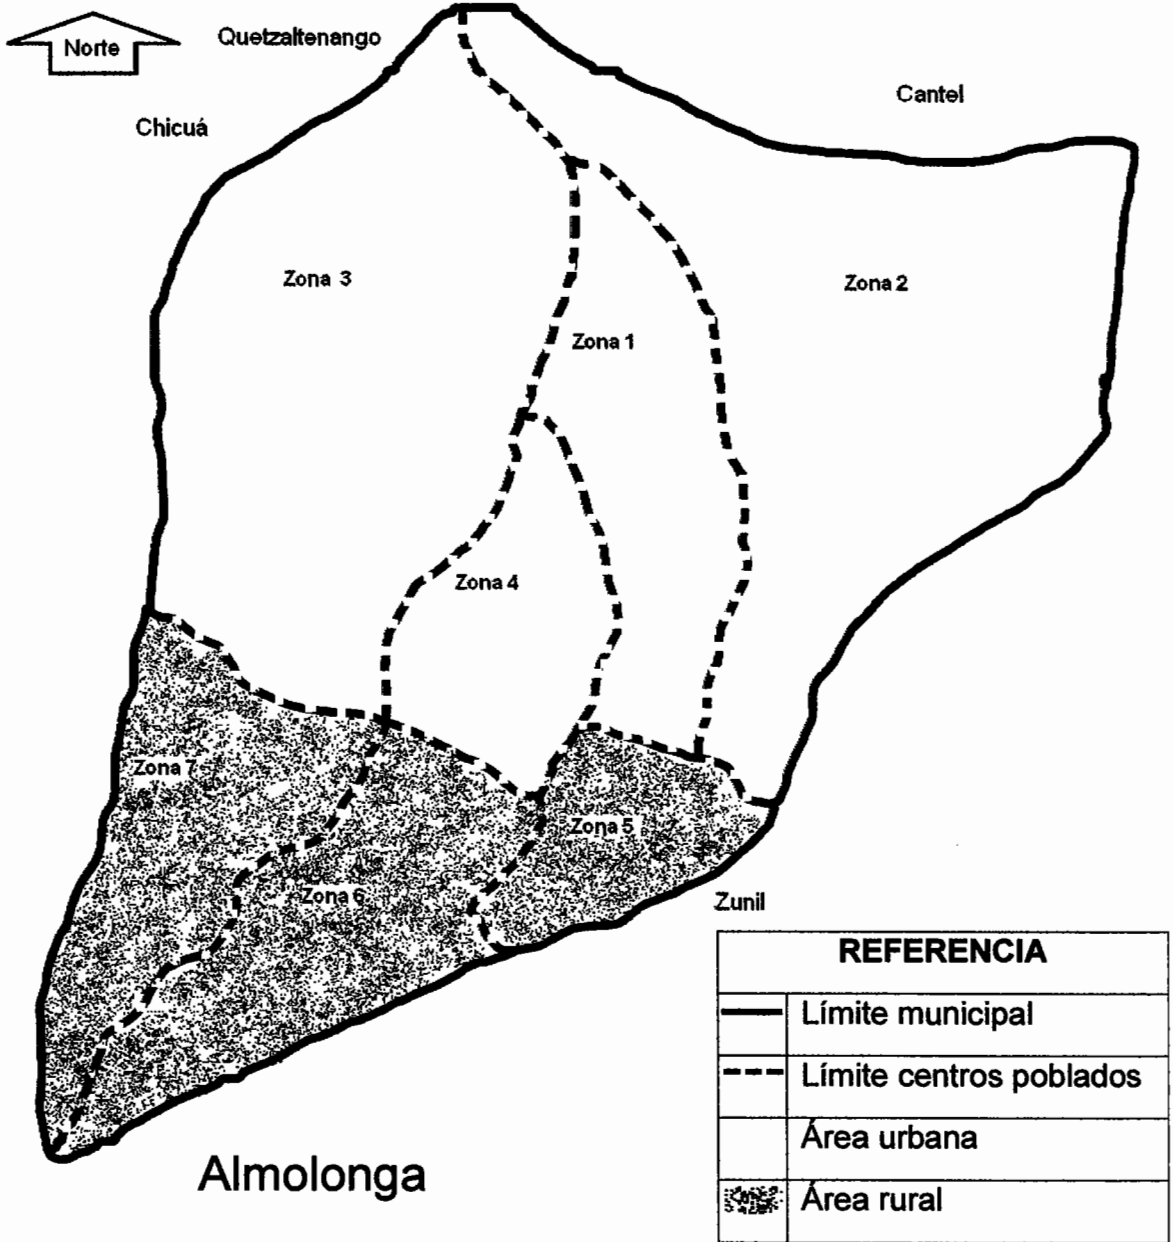 Norte
Quetzaltenango
Cantel
Chicuá
Zona 3
Zona 2
Zona 1
Zona 4
Zona 7
Zona 5
Zona 6
Zunil
REFERENCIA
Límite municipal
Límite centros poblados
Área urbana
Área rural
Almolonga